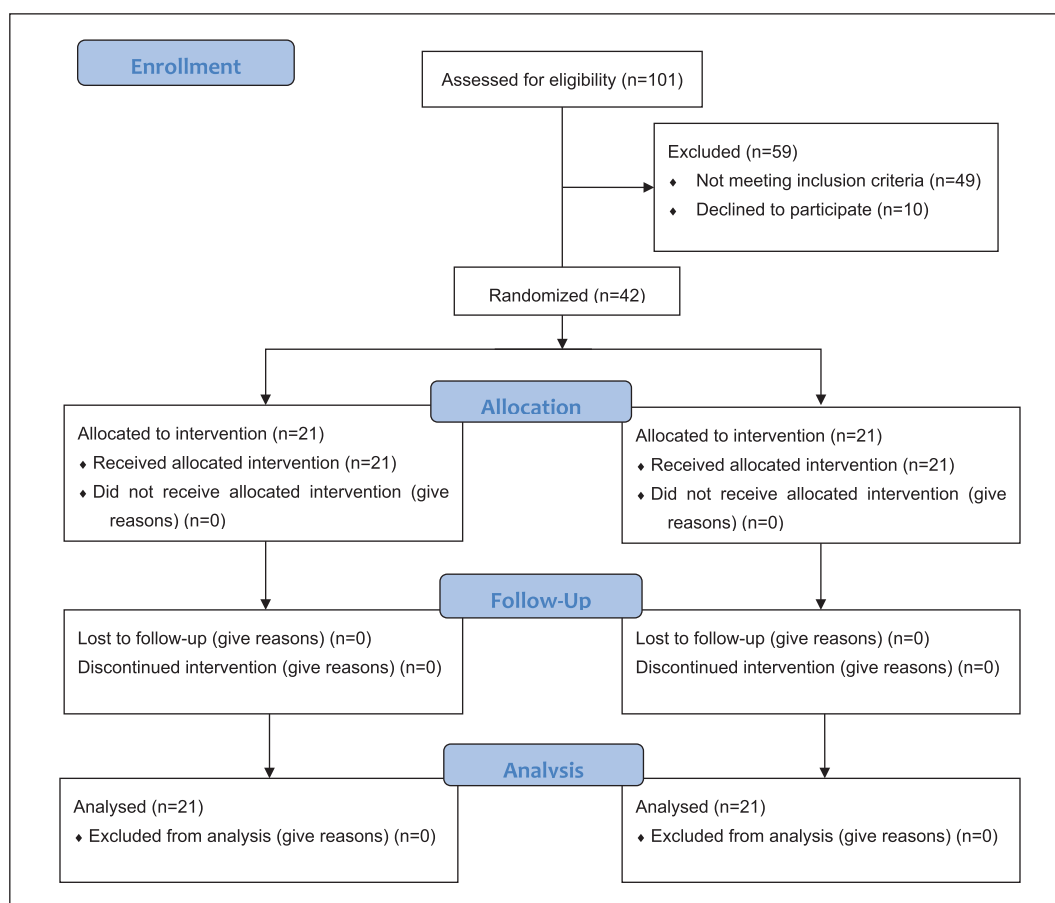 Enrollment
Assessed for eligibility (n=101)
Excluded (n=59)
♦ Not meeting inclusion criteria (n=49)
♦ Declined to participate (n=10)
Randomized (n=42)
Allocation
Allocated to intervention (n=21)
♦ Received allocated intervention (n=21)
♦ Did not receive allocated intervention (give
reasons) (n=0)
Allocated to intervention (n=21)
♦ Received allocated intervention (n=21)
♦ Did not receive allocated intervention (give
reasons) (n=0)
Follow-Up
Lost to follow-up (give reasons) (n=0)
Discontinued intervention (give reasons) (n=0)
Lost to follow-up (give reasons) (n=0)
Discontinued intervention (give reasons) (n=0)
Analysis
Analysed (n=21)
♦ Excluded from analysis (give reasons) (n=0)
Analysed (n=21)
♦ Excluded from analysis (give reasons) (n=0)